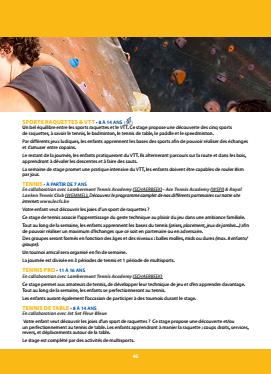 SPORTS RAQUETTES & VTT • 8 À 14 ANS
Un bel équilibre entre les sports raquettes et le VTT. Ce stage propose une découverte des cinq sports
de raquettes, à savoir le tennis, le badminton, le tennis de table, le paddle et le speedminton.
Par différents jeux ludiques, les enfants apprennent les bases des sports afin de pouvoir réaliser des échanges
et s'amuser entre copains.
Le restant de la journée, les enfants pratiqueront du VTT. Ils alterneront parcours sur la route et dans les bois,
apprendront à dévaler les descentes et à faire des sauts.
La semaine de stage promet une pratique intensive du VTT, les enfants doivent être capables de rouler 8km
par jour.
TENNIS • À PARTIR DE 7 ANS
En collaboration avec Lambermont Tennis Academy (SCHAERBEEK) - Ace Tennis Academy (WSP) & Royal
Leaken Tennis Club (WEMMEL). Découvrez le programme complet de nos différents partenaires sur notre site
internet www.lecfs.be
Votre enfant veut découvrir les joies d'un sport de raquettes ?
Ce stage de tennis associe l'apprentissage du geste technique au plaisir du jeu dans une ambiance familiale.
Tout au long de la semaine, les enfants apprennent les bases du tennis (prises, placement, jeux de jambes...) afin
de pouvoir réaliser un maximum d'échanges que ce soit en partenaire ou en adversaire.
Des groupes seront formés en fonction des âges et des niveaux : balles molles, mids ou dures (max. 8 enfants/
groupe).
Un tournoi amical sera organisé en fin de semaine.
La journée est divisée en 2 périodes de tennis et 1 période de multisports.
TENNIS PRO • 11 À 16 ANS
En collaboration avec Lambermont Tennis Academy (SCHAERBEEK)
Ce stage permet aux amateurs de tennis, de développer leur technique de jeu et d'en apprendre davantage.
Tout au long de la semaine, les enfants se perfectionneront au tennis.
Les enfants auront également l'occasion de participer à des tournois durant le stage.
TENNIS DE TABLE • 8 À 14 ANS
En collaboration avec Jet Set Fleur Bleue
Votre enfant veut découvrir les joies d'un sport de raquettes ? Ce stage propose une découverte et/ou
un perfectionnement au tennis de table. Les enfants apprendront à manier la raquette : coups droits, services,
revers, et déplacements autour de la table.
Le stage est complété par des activités de multisports.